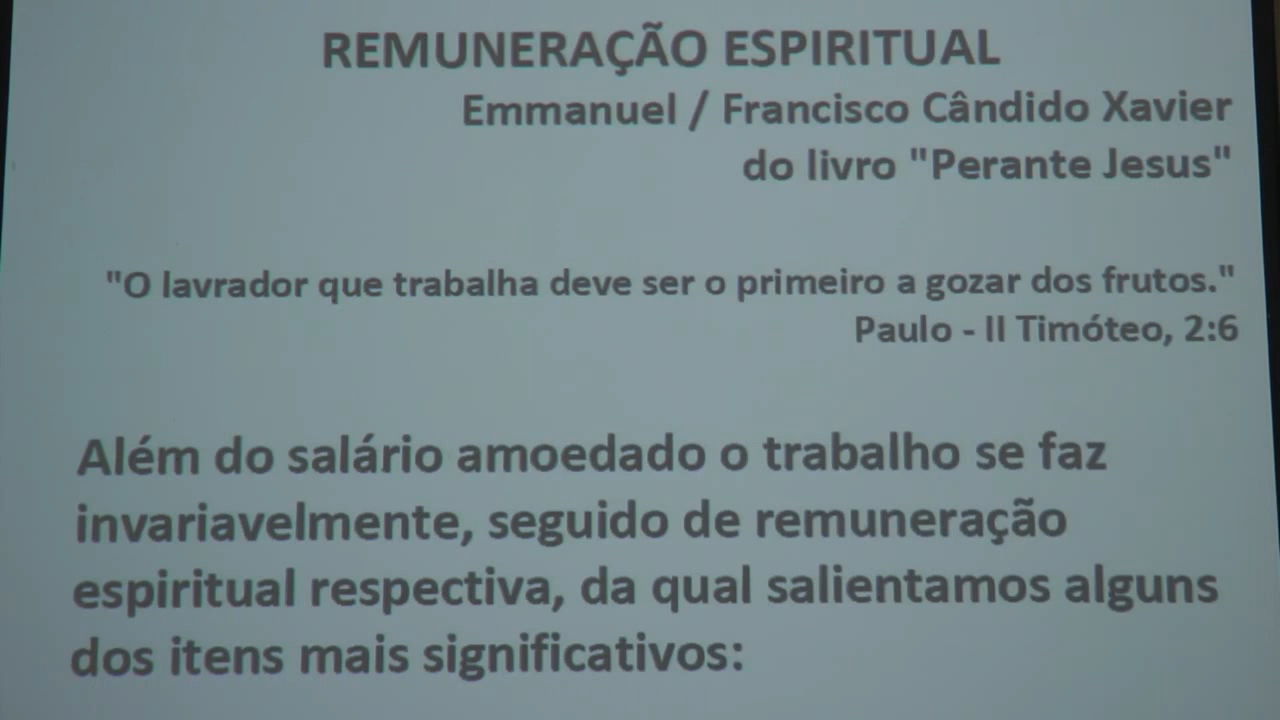 REMUNERAÇÃO ESPIRITUAL
Emmanuel / Francisco Cândido Xavier
do livro "Perante Jesus"
"O lavrador que trabalha deve ser o primeiro a gozar dos frutos."
Paulo - II Timóteo, 2:6
Além do salário amoedado o trabalho se faz
invariavelmente, seguido de remuneração
espiritual respectiva, da qual salientamos alguns
dos itens mais significativos: